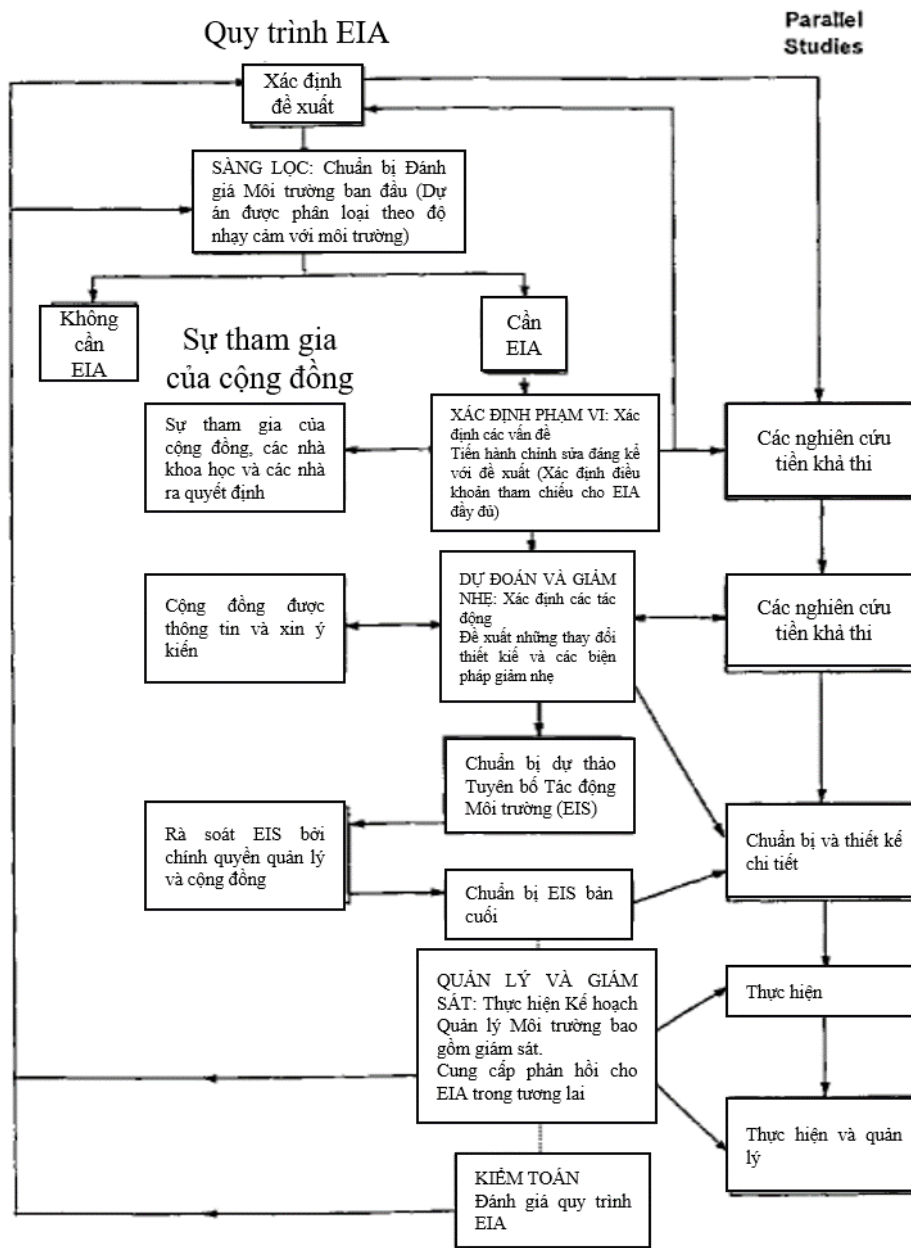 Quy trình EIA
Parallel
Studies
Xác định
đề xuất
SÀNG LỌC: Chuẩn bị Đánh
giá Môi trường ban đầu (Dự
án được phân loại theo độ
nhạy cảm với môi trường)
Không
cần
EIA
Cần
EIA
Sự tham gia
của cộng đồng
Sự tham gia của
cộng đồng, các nhà
khoa học và các nhà
ra quyết định
XÁC ĐỊNH PHẠM VI: Xác
định các vấn đề
Tiến hành chính sửa đáng kể
với đề xuất (Xác định điều
khoản tham chiếu cho EIA
đầy đủ)
Các nghiên cứu
tiền khả thi
Cộng đồng được
thông tin và xin ý
kiến
DỰ ĐOÁN VÀ GIẢM
NHẸ: Xác định các tác
động
Đề xuất những thay đổi
thiết kiế và các biện
pháp giảm nhẹ
Các nghiên cứu
tiền khả thi
Chuẩn bị dự thảo
Tuyên bố Tác động
Môi trường (EIS)
Rà soát EIS bởi
chính quyền quản lý
và cộng đồng
Chuẩn bị và thiết kế
chi tiết
Chuẩn bị EIS bản
cuối
QUẢN LÝ VÀ GIÁM
SÁT: Thực hiện Kế hoạch
Quản lý Môi trường bao
gồm giám sát.
Cung cấp phản hồi cho
EIA trong tương lai
Thực hiện
Thực hiện và quản
lý
KIỂM TOÁN
Đánh giá quy trình
EIA